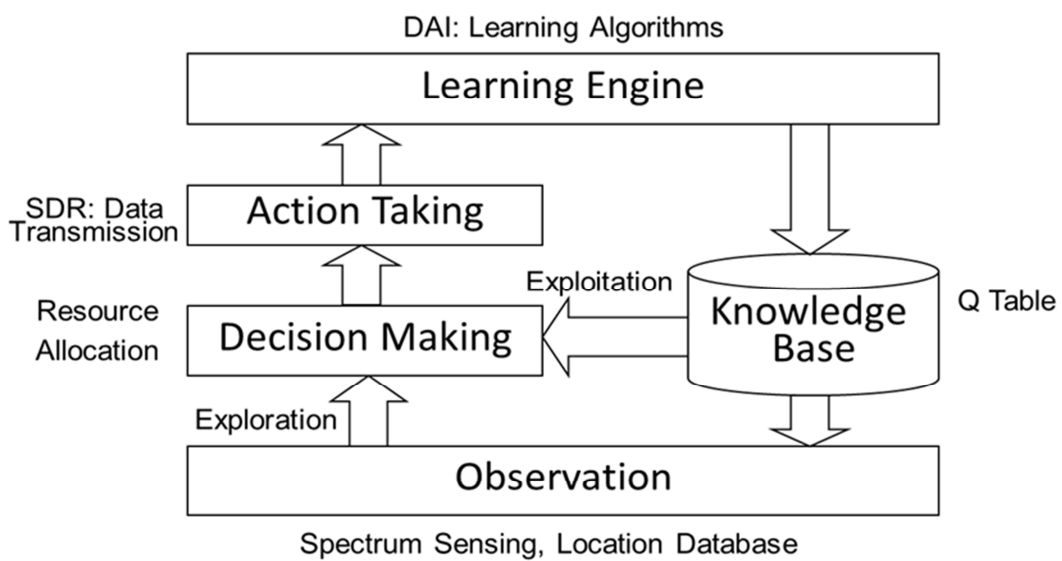 DAI: Learning Algorithms
Learning Engine
SDR: Data
Transmission
Action Taking
Exploitation
Resource
Allocation
Decision Making
Knowledge
Base
Q Table
Exploration
Observation
Spectrum Sensing, Location Database